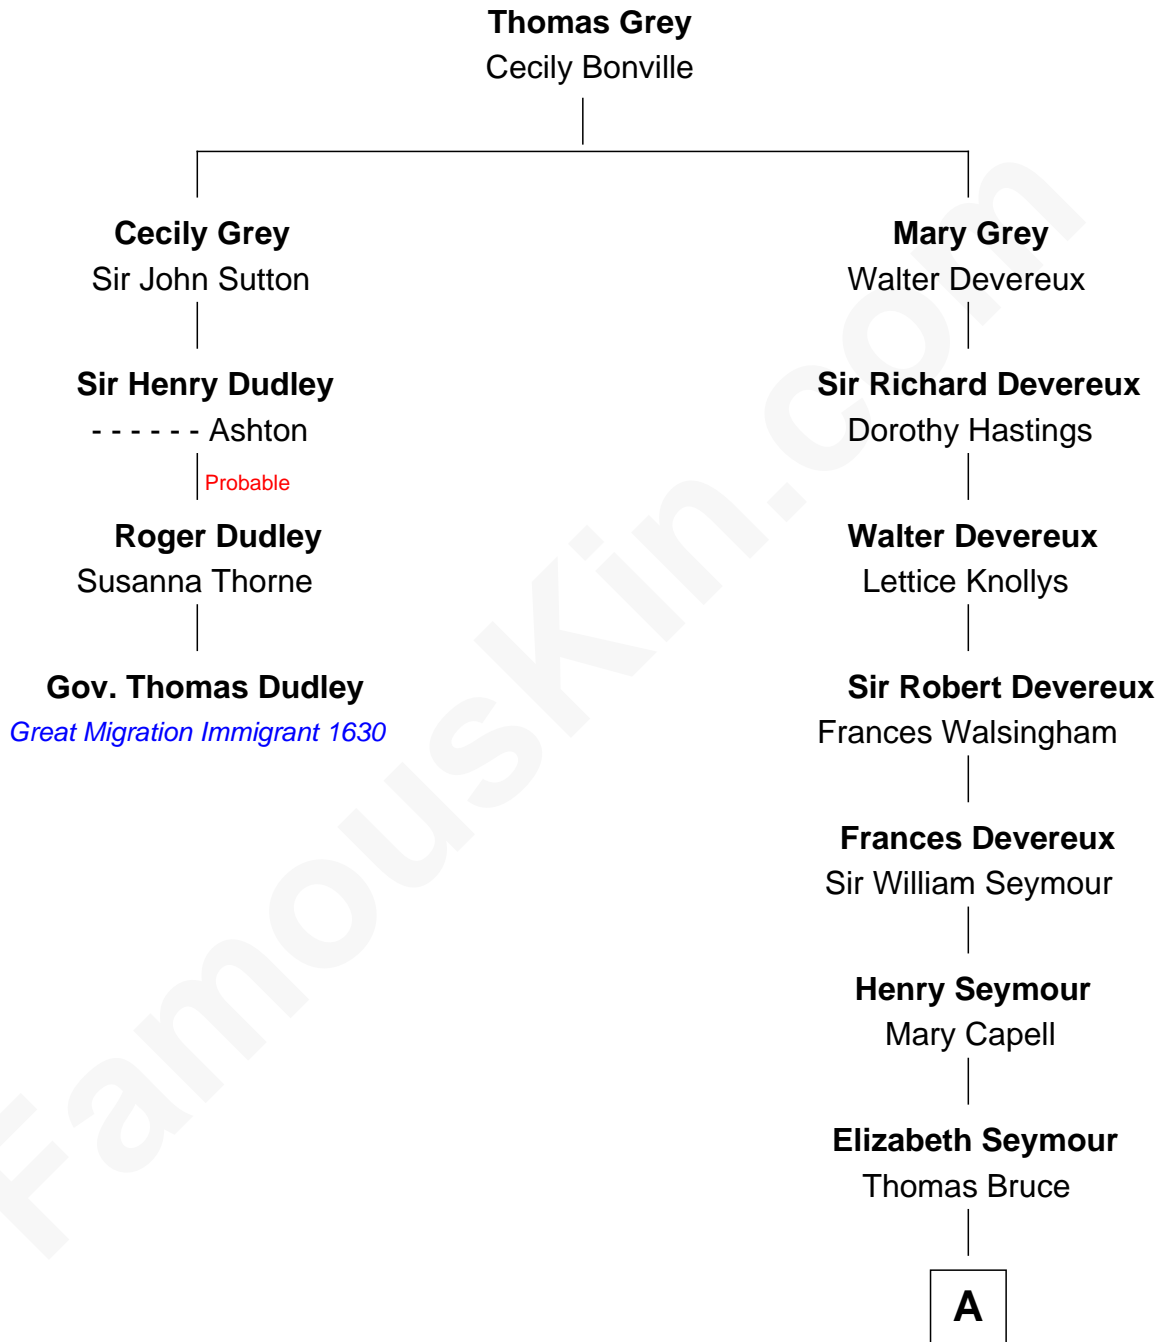 Thomas Grey
Cecily Bonville
Cecily Grey
Sir John Sutton
Mary Grey
Walter Devereux
Sir Henry Dudley
- - - - - - Ashton
Probable
Sir Richard Devereux
Dorothy Hastings
Roger Dudley
Susanna Thorne
Walter Devereux
Lettice Knollys
Gov. Thomas Dudley
Great Migration Immigrant 1630
Sir Robert Devereux
Frances Walsingham
Frances Devereux
Sir William Seymour
Henry Seymour
Mary Capell
Elizabeth Seymour
Thomas Bruce
A
FamousKin.com